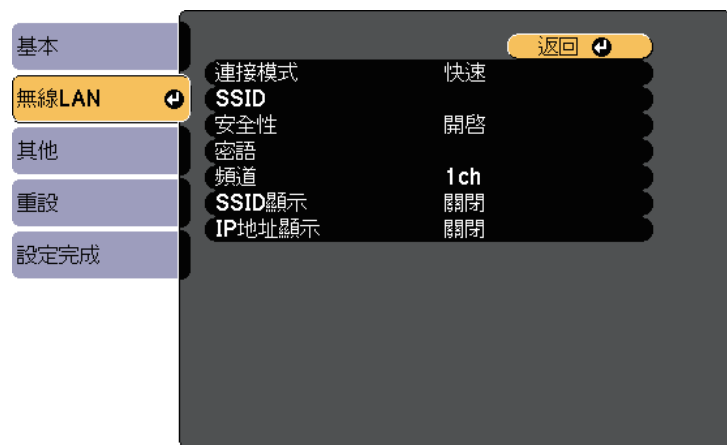 基本
無線LAN
其他
重設
設定完成
返回
連接模式 快速
SSID
安全性 開啓
密語
頻道 1ch
SSID顯示 關閉
IP地址顯示 關閉